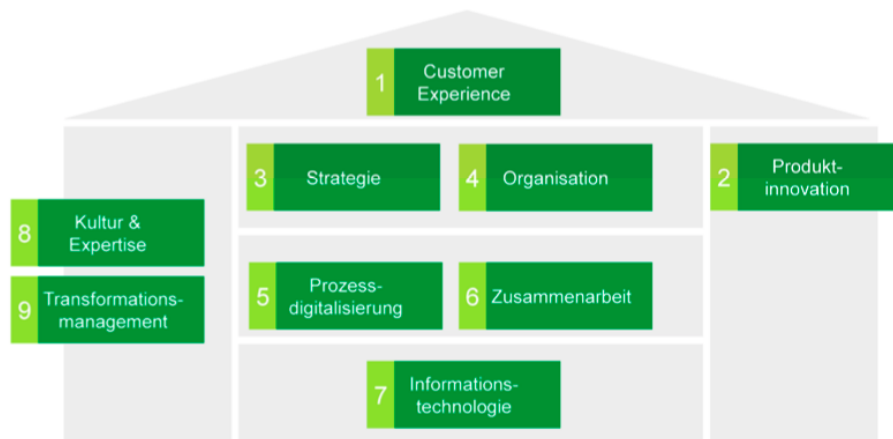 1
Customer
Experience
3
Strategie
4
Organisation
2
Produkt-
innovation
8
Kultur &
Expertise
9
Transformations-
management
5
Prozess-
digitalisierung
6
Zusammenarbeit
7
Informations-
technologie